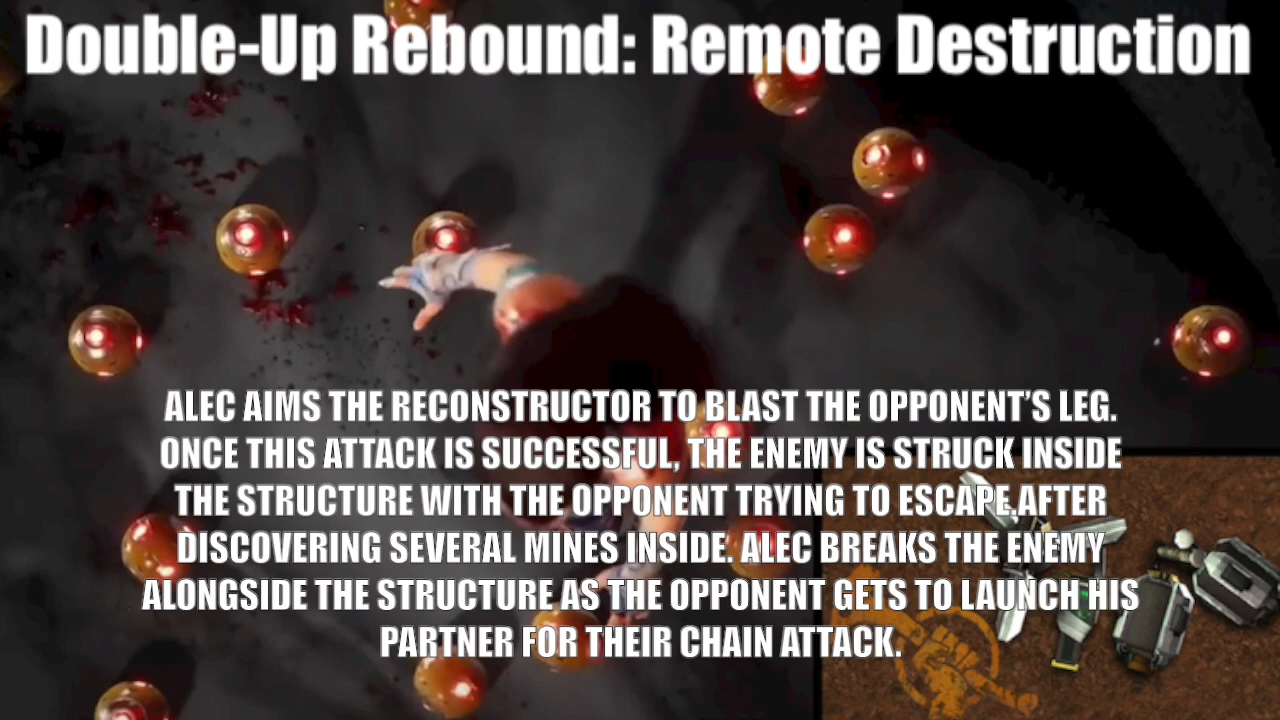 Double-Up Rebound: Remote Destruction
ALEC AIMS THE RECONSTRUCTOR TO BLAST THE OPPONENT’S LEG.
ONCE THIS ATTACK IS SUCCESSFUL, THE ENEMY IS STRUCK INSIDE
THE STRUCTURE WITH THE OPPONENT TRYING TO ESCAPE.AFTER
DISCOVERING SEVERAL MINES INSIDE. ALEC BREAKS THE ENEMY
ALONGSIDE THE STRUCTURE AS THE OPPONENT GETS TO LAUNCH HIS
PARTNER FOR THEIR CHAIN ATTACK.